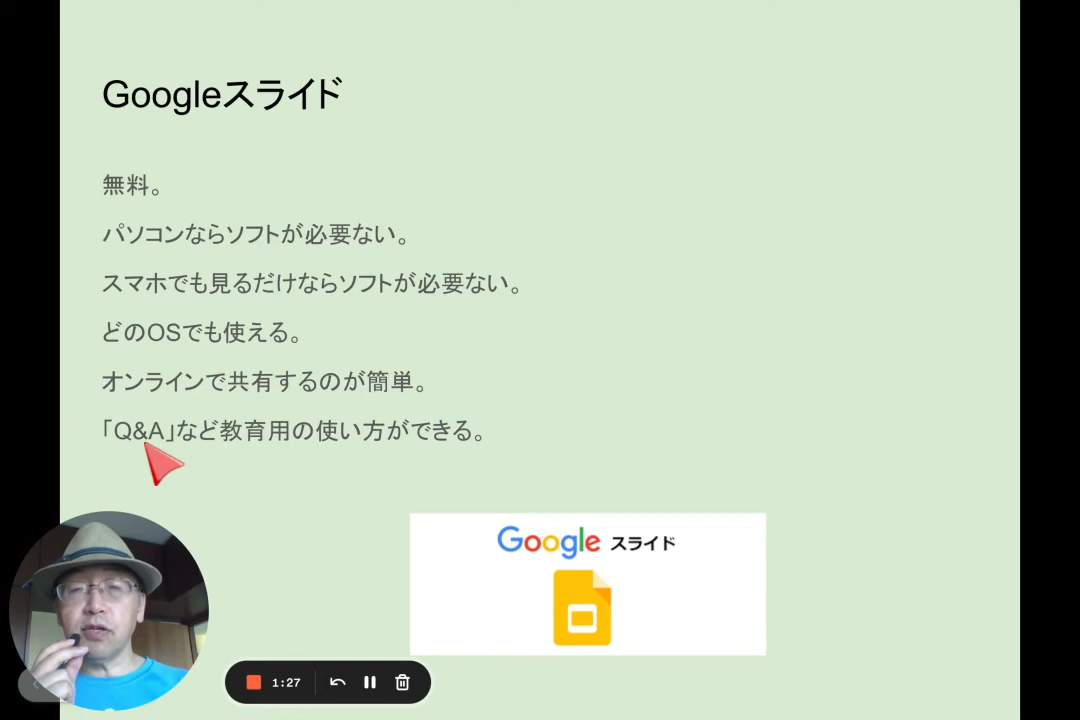 Googleスライド
無料。
パソコンならソフトが必要ない。
スマホでも見るだけならソフトが必要ない。
どのOSでも使える。
オンラインで共有するのが簡単。
「Q&A」など教育用の使い方ができる。
Google スライド
1:27